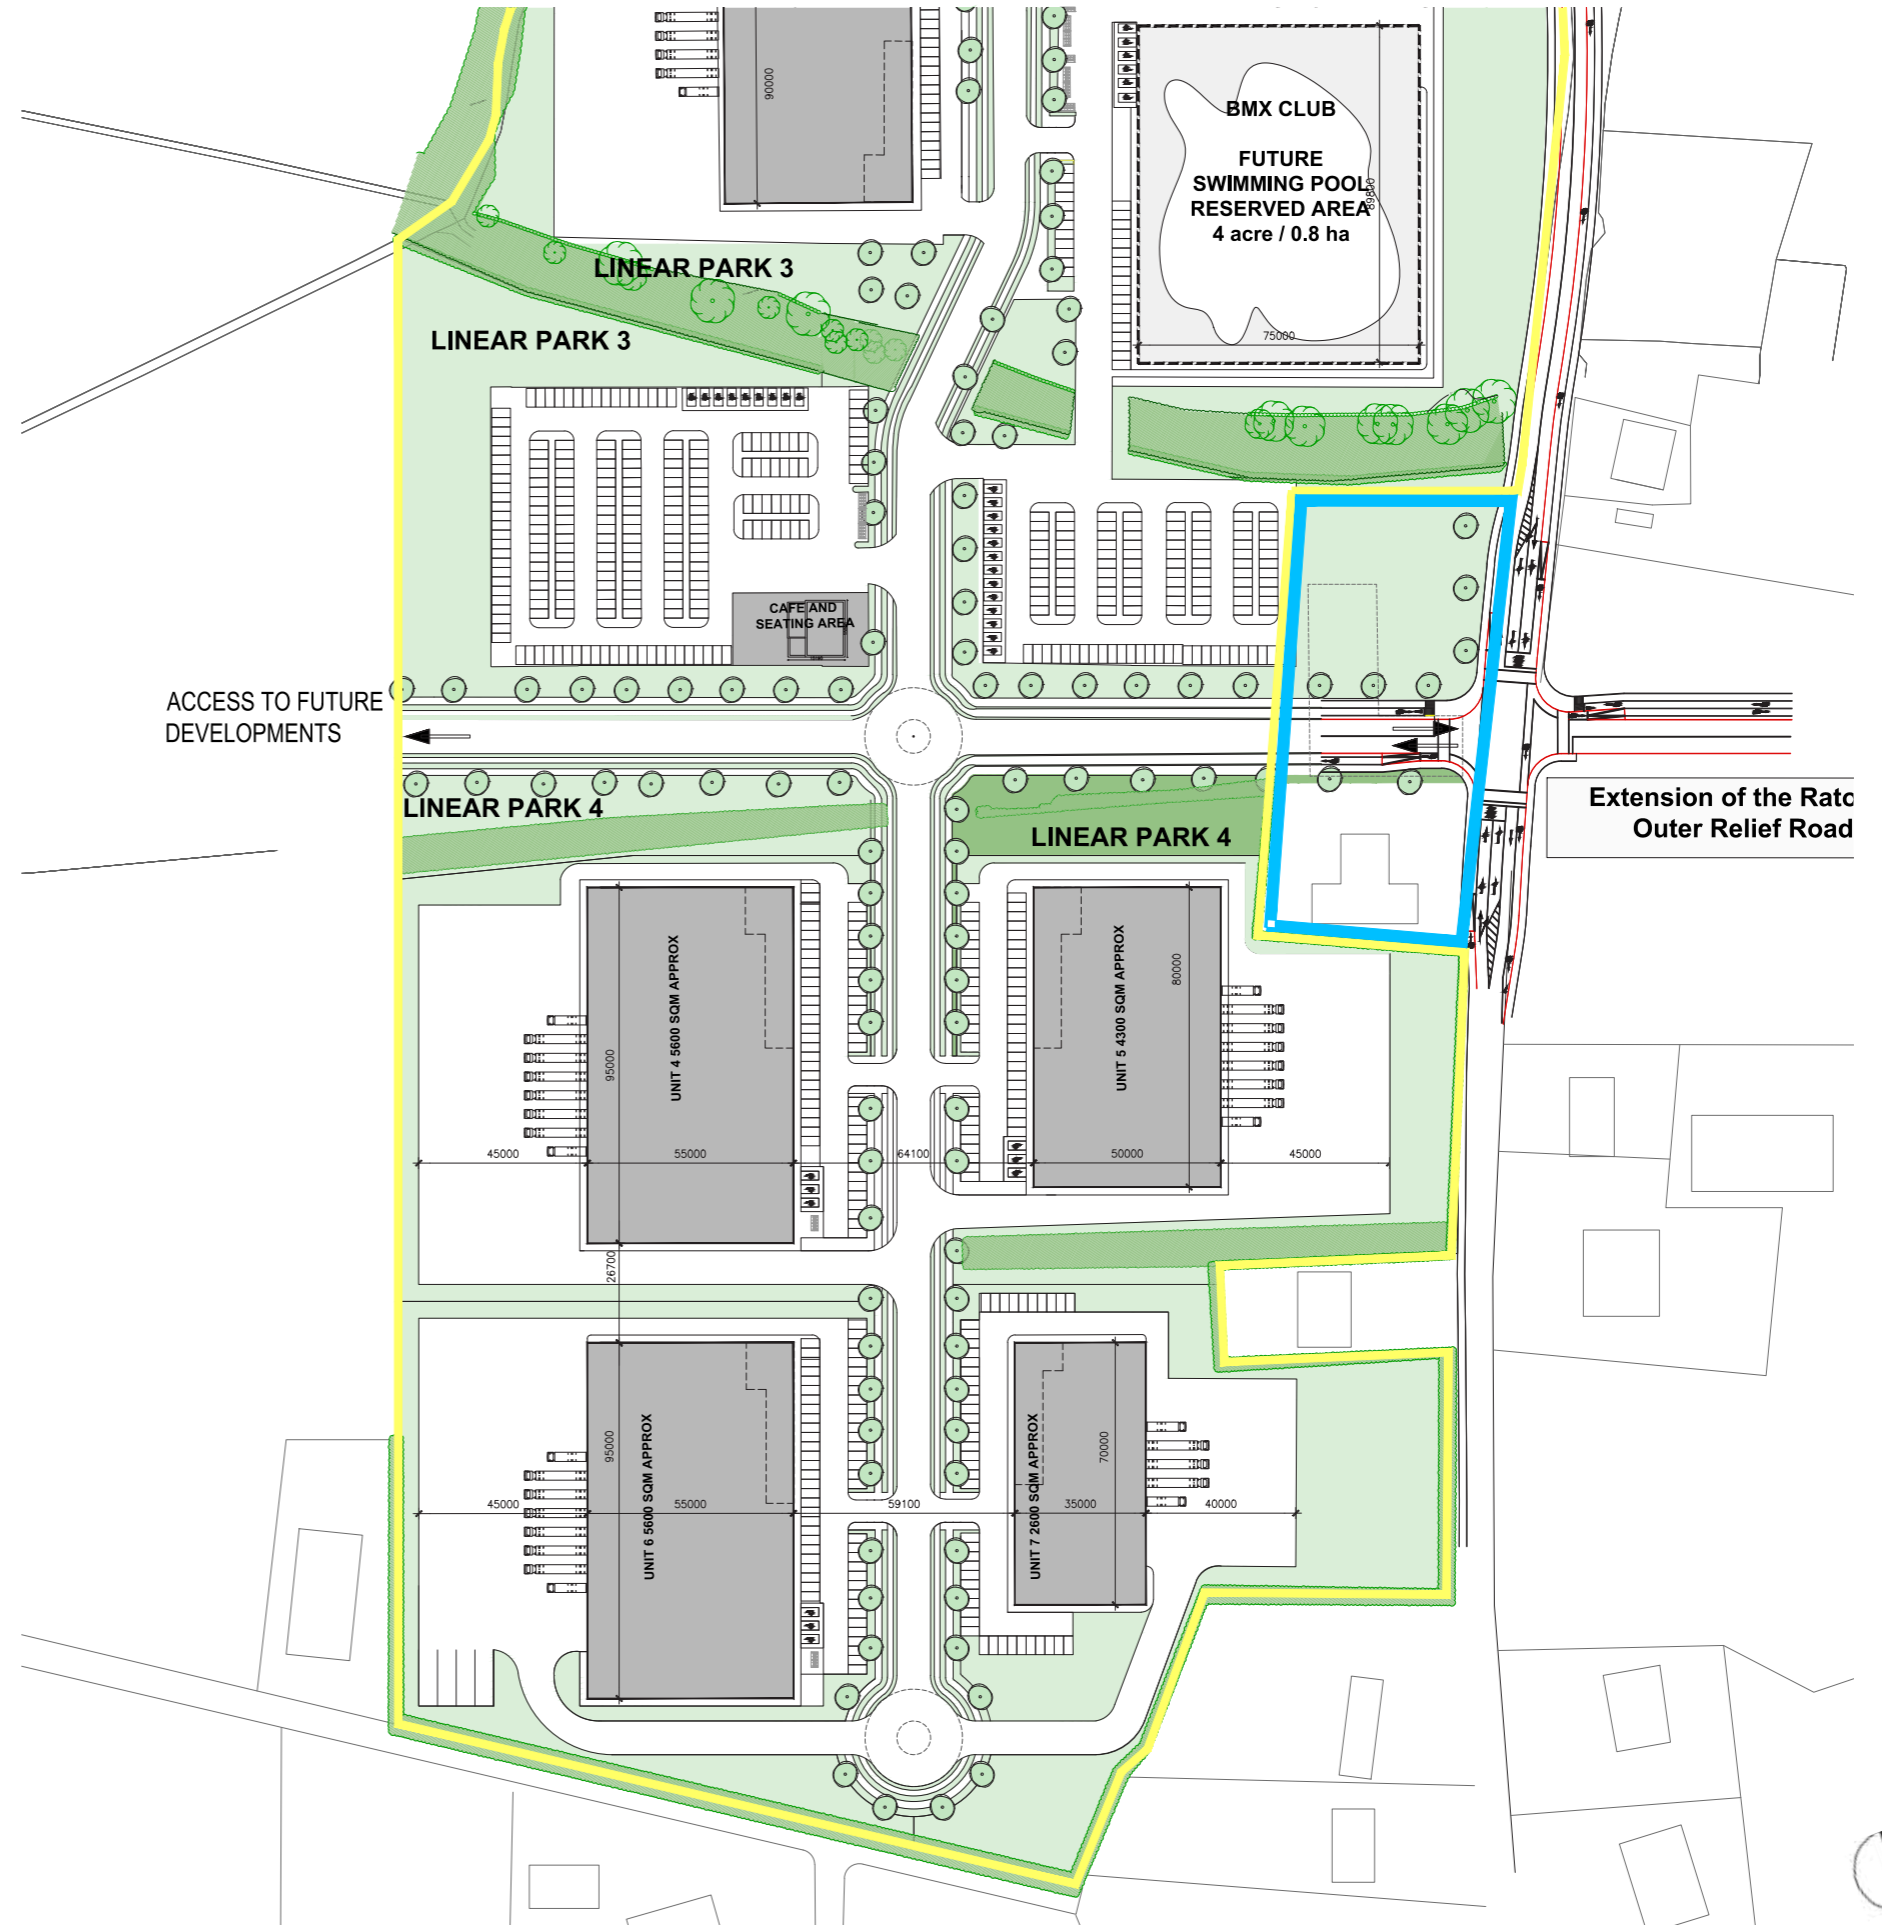 90000
BMX CLUB
FUTURE
SWIMMING POOL
RESERVED AREA
4 acre / 0.8 ha
89800
75000
LINEAR PARK 3
LINEAR PARK 3
CAFE AND
SEATING AREA
ACCESS TO FUTURE
DEVELOPMENTS
LINEAR PARK 4
LINEAR PARK 4
Extension of the Rato
Outer Relief Road
UNIT 4 5600 SQM APPROX
95000
UNIT 5 4300 SQM APPROX
80000
45000
55000
64100
50000
45000
26700
UNIT 6 5600 SQM APPROX
95000
UNIT 7 2600 SQM APPROX
70000
45000
55000
59100
35000
40000